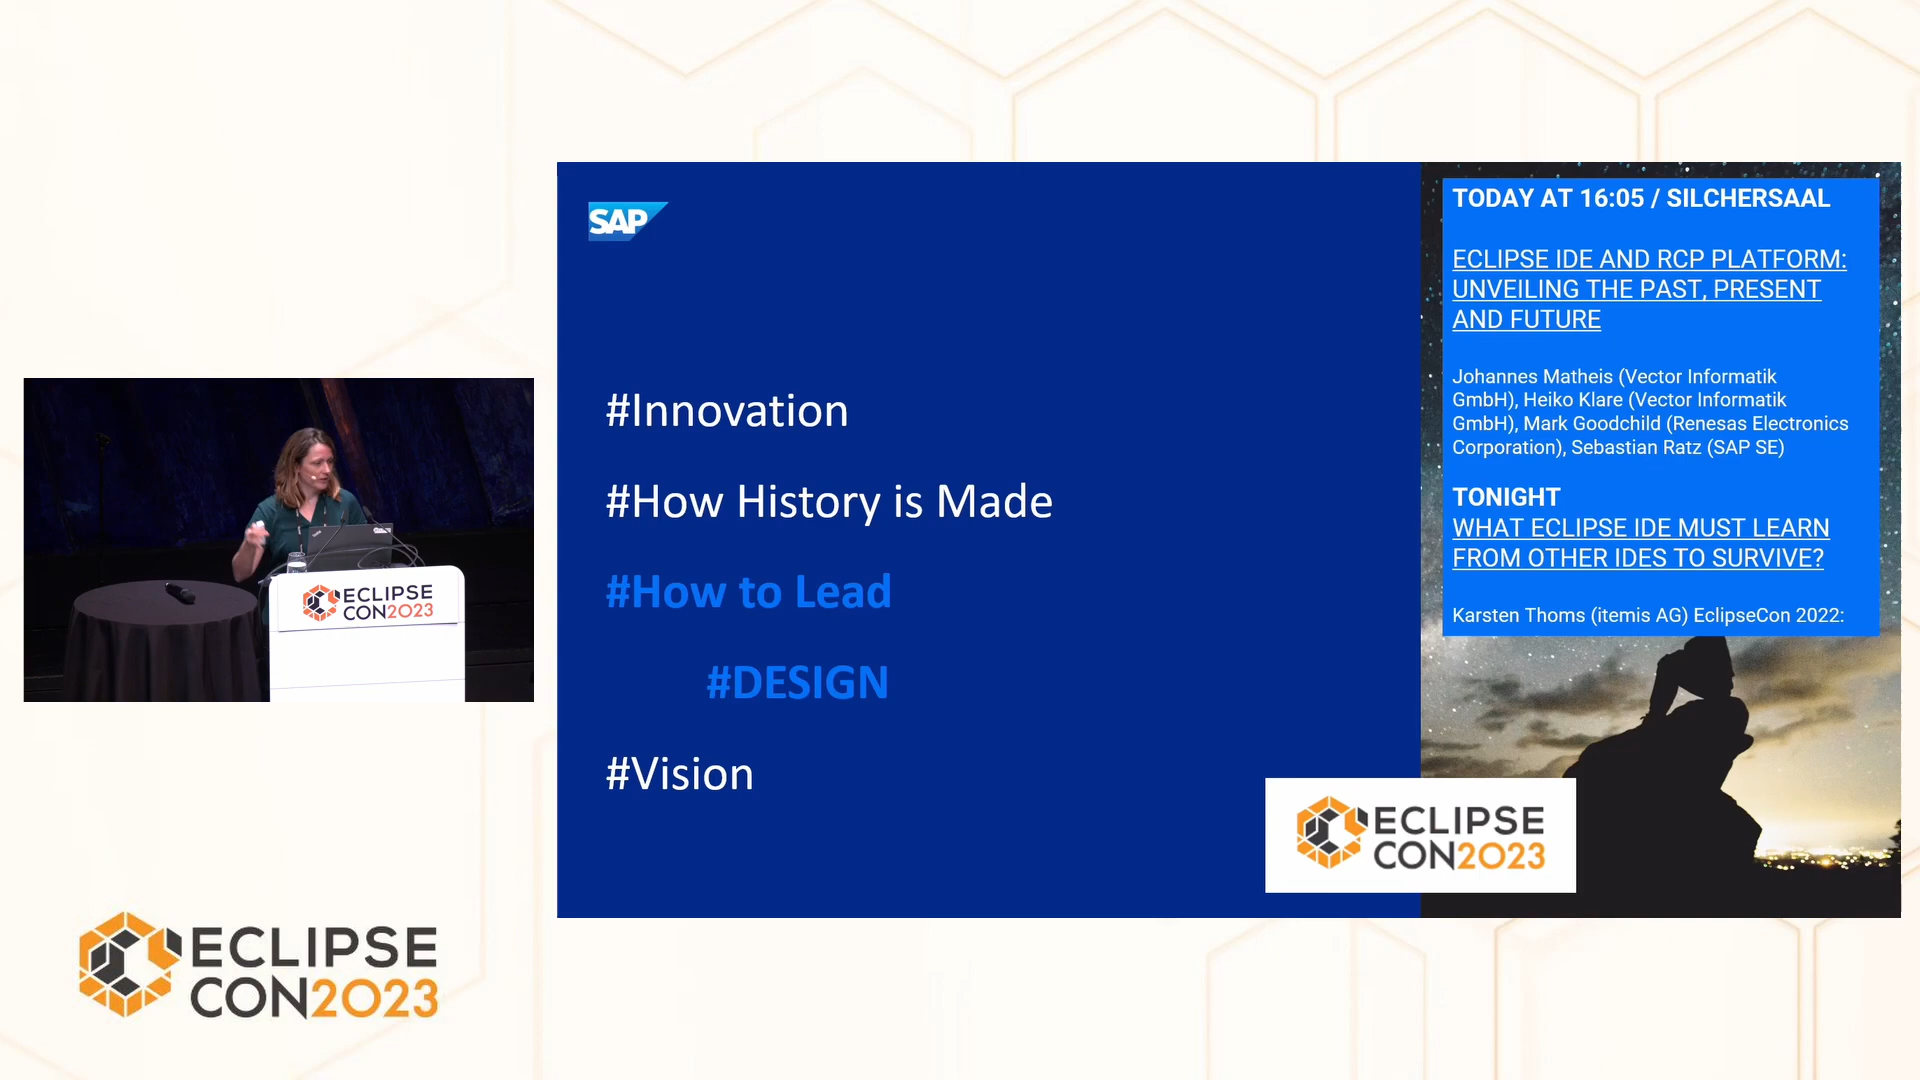 SAP
#Innovation
#How History is Made
#How to Lead
#DESIGN
#Vision
TODAY AT 16:05 / SILCHERSAAL
ECLIPSE IDE AND RCP PLATFORM:
UNVEILING THE PAST, PRESENT
AND FUTURE
Johannes Matheis (Vector Informatik
GmbH), Heiko Klare (Vector Informatik
GmbH), Mark Goodchild (Renesas Electronics
Corporation), Sebastian Ratz (SAP SE)
TONIGHT
WHAT ECLIPSE IDE MUST LEARN
FROM OTHER IDES TO SURVIVE?
Karsten Thoms (itemis AG) EclipseCon 2022:
ECLIPSE
CON2023
ECLIPSE
CON2023
ECLIPSE
CON2023